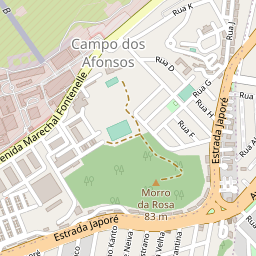 Rua K
Rua J
Campo dos
Afonsos
Rua D
Rua G
Rua H
Rua F
Avenida Marechal Fontenelle
Estrada Japoré
Morro
da Rosa
83 m
Estrada Japoré